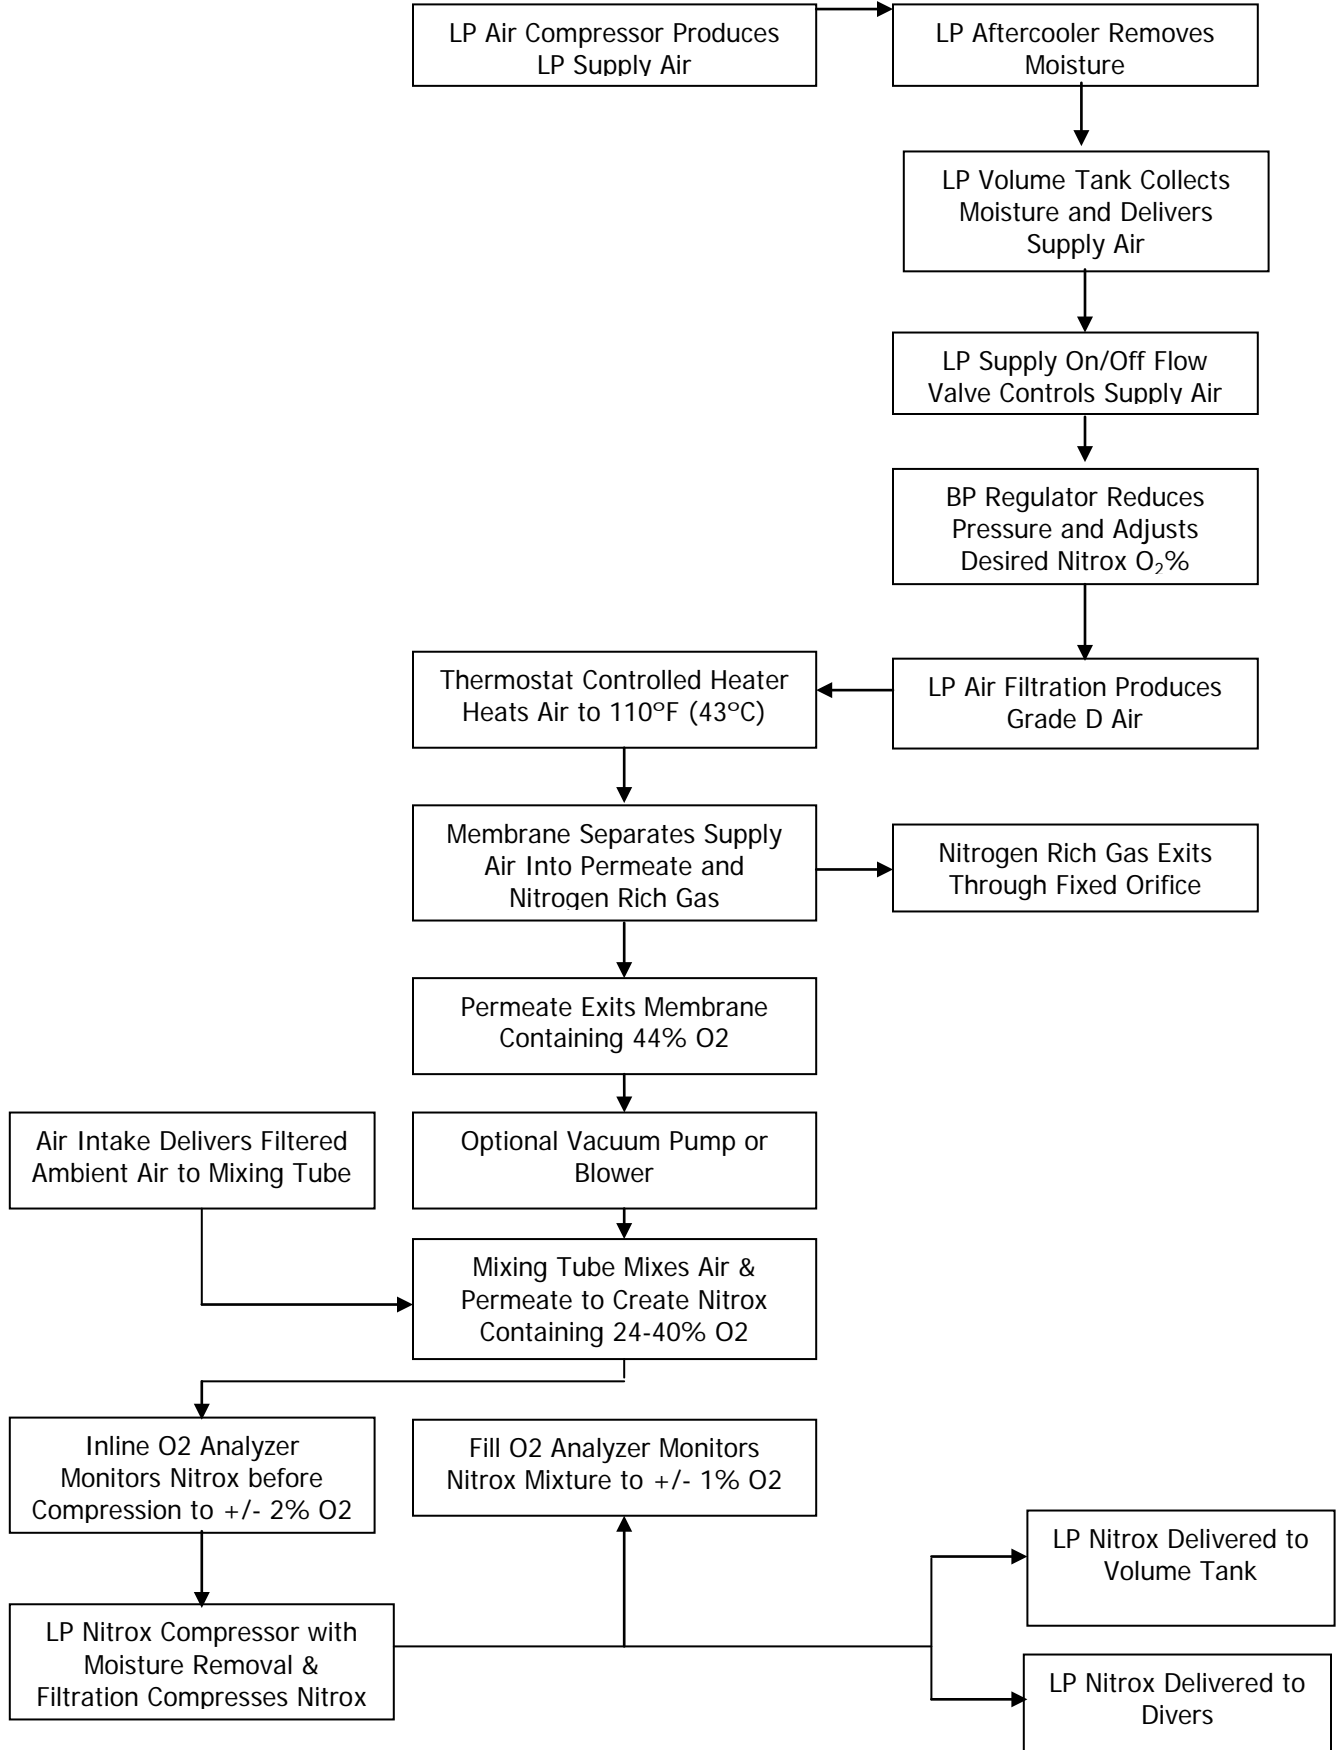 LP Air Compressor Produces
LP Supply Air
LP Aftercooler Removes
Moisture
LP Volume Tank Collects
Moisture and Delivers
Supply Air
LP Supply On/Off Flow
Valve Controls Supply Air
BP Regulator Reduces
Pressure and Adjusts
Desired Nitrox O₂%
LP Air Filtration Produces
Grade D Air
Thermostat Controlled Heater
Heats Air to 110ºF (43ºC)
Membrane Separates Supply
Air Into Permeate and
Nitrogen Rich Gas
Nitrogen Rich Gas Exits
Through Fixed Orifice
Permeate Exits Membrane
Containing 44% O2
Optional Vacuum Pump or
Blower
Air Intake Delivers Filtered
Ambient Air to Mixing Tube
Mixing Tube Mixes Air &
Permeate to Create Nitrox
Containing 24-40% O2
Inline O2 Analyzer
Monitors Nitrox before
Compression to +/- 2% O2
Fill O2 Analyzer Monitors
Nitrox Mixture to +/- 1% O2
LP Nitrox Compressor with
Moisture Removal &
Filtration Compresses Nitrox
LP Nitrox Delivered to
Volume Tank
LP Nitrox Delivered to
Divers